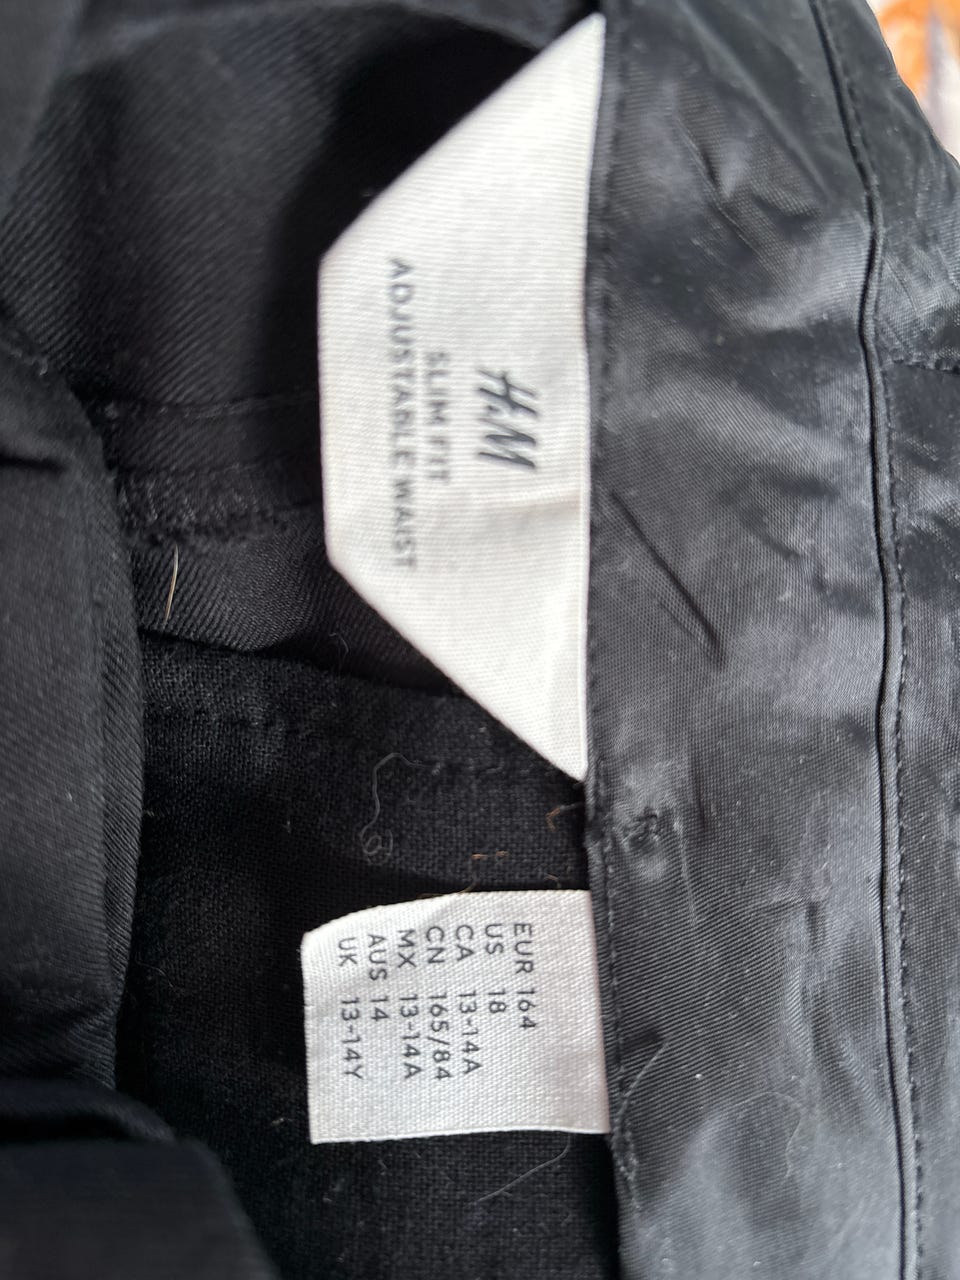 H&M
SLIM FIT
ADJUSTABLE WAIST
EUR 164
US 18
CA 13-14A
CN 165/84
MX 13-14A
AUS 14
UK 13-14Y